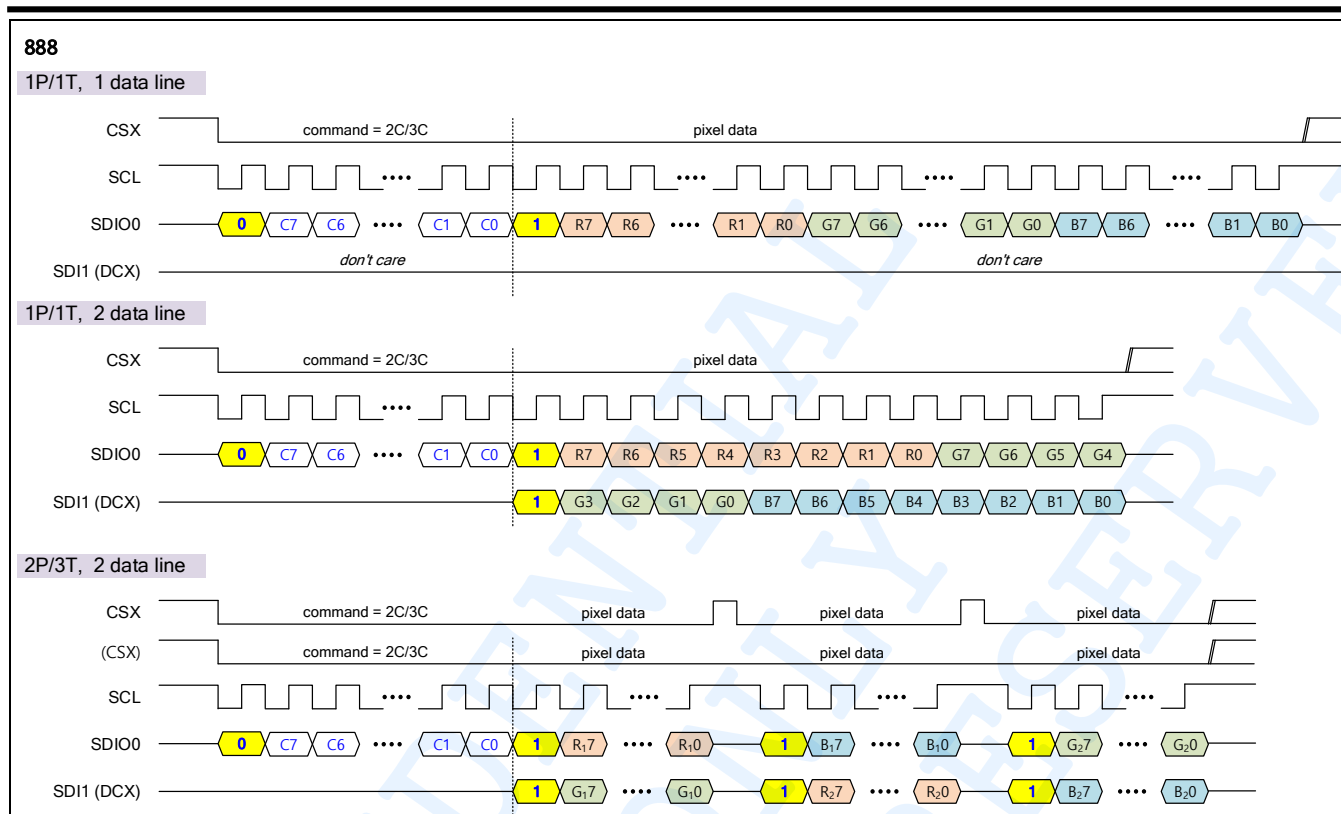 888
1P/1T, 1 data line
CSX command = 2C/3C pixel data
SCL
SDIO0 0 C7 C6 •••• C1 C0 1 R7 R6 •••• R1 R0 G7 G6 •••• G1 G0 B7 B6 •••• B1 B0
SDI1 (DCX) don't care don't care
1P/1T, 2 data line
CSX command = 2C/3C pixel data
SCL ••••
SDIO0 0 C7 C6 •••• C1 C0 1 R7 R6 R5 R4 R3 R2 R1 R0 G7 G6 G5 G4
SDI1 (DCX) 1 G3 G2 G1 G0 B7 B6 B5 B4 B3 B2 B1 B0
2P/3T, 2 data line
CSX command = 2C/3C pixel data pixel data pixel data
(CSX) command = 2C/3C pixel data pixel data pixel data
SCL •••• •••• •••• ••••
SDIO0 0 C7 C6 •••• C1 C0 1 R₁7 •••• R₁0 1 B₁7 •••• B₁0 1 G₂7 •••• G₂0
SDI1 (DCX) 1 G₁7 •••• G₁0 1 R₂7 •••• R₂0 1 B₂7 •••• B₂0